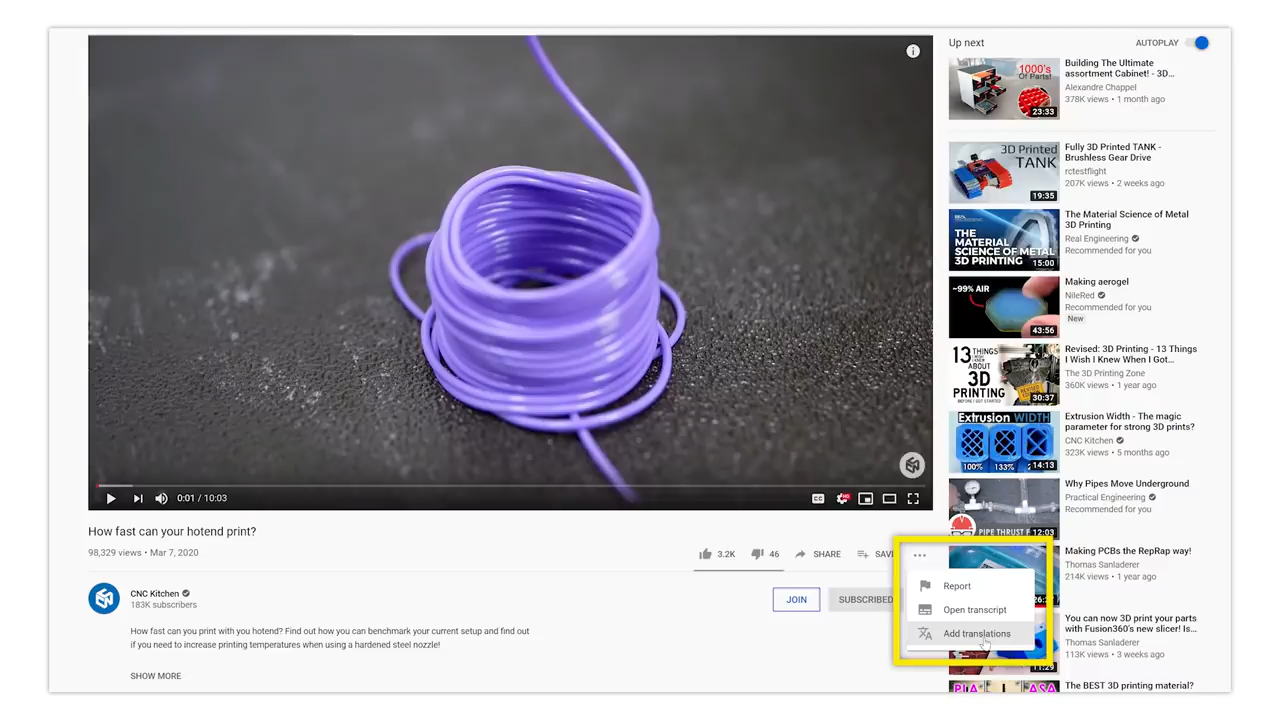 How fast can your hotend print?
98,329 views • Mar 7, 2020
3.2K
46
SHARE
0:01 / 10:03
CC
HD
CNC Kitchen
183K subscribers
JOIN
SUBSCRIBED
How fast can you print with you hotend? Find out how you can benchmark your current setup and find out
if you need to increase printing temperatures when using a hardened steel nozzle!
SHOW MORE
Report
Open transcript
Add translations
Up next
AUTOPLAY
1000's
Of Parts!
23:33
Building The Ultimate
assortment Cabinet! - 3D...
Alexandre Chappel
378K views • 1 month ago
3D Printed
TANK
19:35
Fully 3D Printed TANK -
Brushless Gear Drive
rctestflight
207K views • 2 weeks ago
THE
MATERIAL
SCIENCE OF METAL
3D PRINTING
15:00
The Material Science of Metal
3D Printing
Real Engineering
Recommended for you
~99% AIR
43:56
Making aerogel
NileRed
Recommended for you
New
13 THINGS
I WISH
I KNEW WHEN I GOT
ABOUT
3D
PRINTING
BEFORE I GOT STARTED
30:37
Revised: 3D Printing - 13 Things
I Wish I Knew When I Got...
The 3D Printing Zone
360K views • 1 year ago
Extrusion WIDTH
100% 133%
14:13
Extrusion Width - The magic
parameter for strong 3D prints?
CNC Kitchen
323K views • 5 months ago
PIPE THRUST
12:03
Why Pipes Move Underground
Practical Engineering
Recommended for you
Making PCBs the RepRap way!
Thomas Sanladerer
214K views • 1 year ago
11:29
You can now 3D print your parts
with Fusion360's new slicer! Is...
Thomas Sanladerer
113K views • 3 weeks ago
PLA
ASA
The BEST 3D printing material?